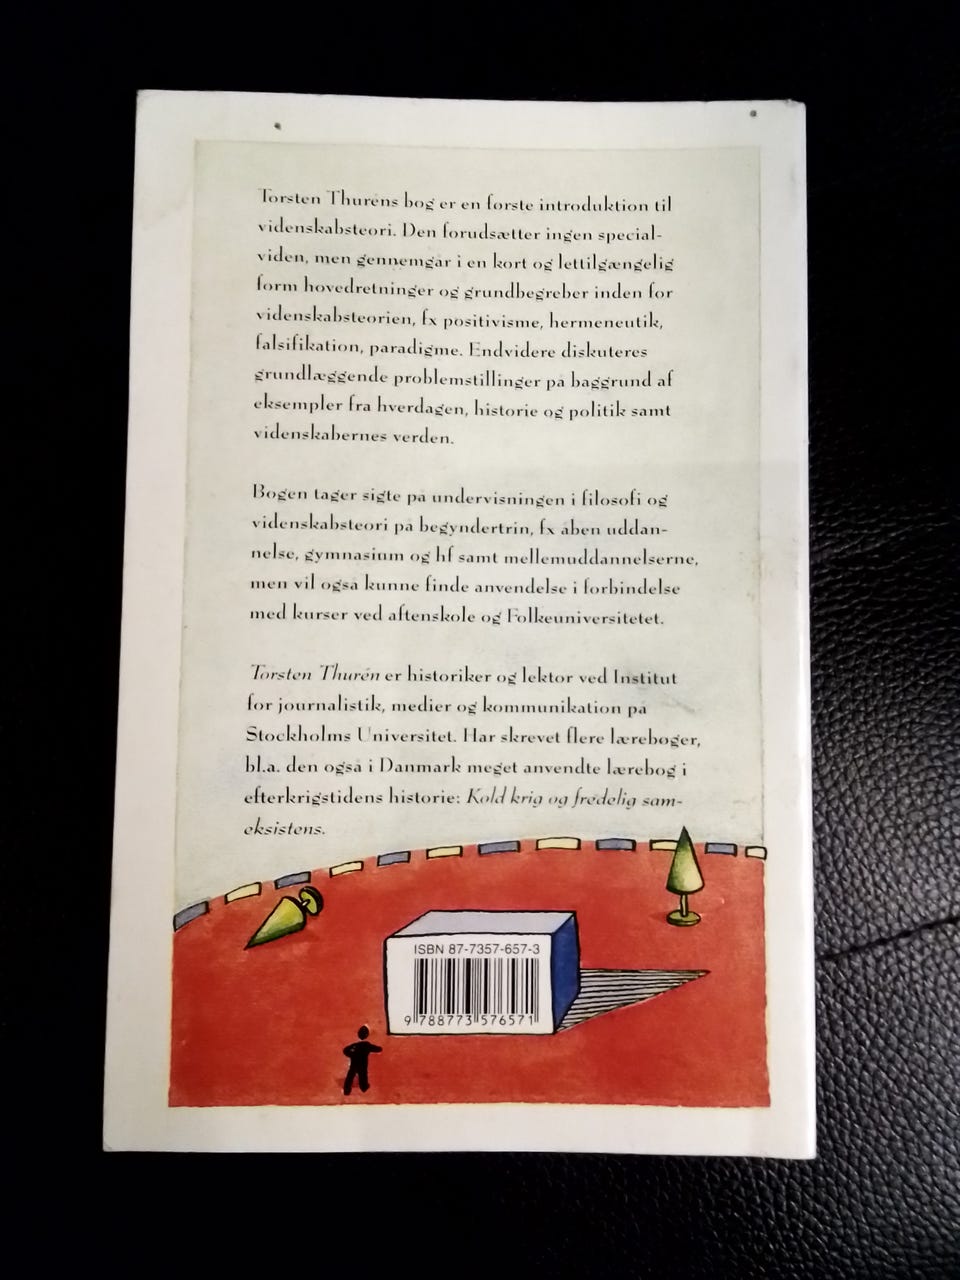 Torsten Thuréns bog er en første introduktion til
videnskabsteori. Den forudsætter ingen special-
viden, men gennemgår i en kort og lettilgængelig
form hovedretninger og grundbegreber inden for
videnskabsteorien, fx positivisme, hermeneutik,
falsifikation, paradigme. Endvidere diskuteres
grundlæggende problemstillinger på baggrund af
eksempler fra hverdagen, historie og politik samt
videnskabernes verden.
Bogen tager sigte på undervisningen i filosofi og
videnskabsteori på begyndertrin, fx åben uddan-
nelse, gymnasium og hf samt mellemuddannelserne,
men vil også kunne finde anvendelse i forbindelse
med kurser ved aftenskole og Folkeuniversitetet.
Torsten Thurén er historiker og lektor ved Institut
for journalistik, medier og kommunikation på
Stockholms Universitet. Har skrevet flere lærebøger,
bl.a. den også i Danmark meget anvendte lærebog i
efterkrigstidens historie: Kold krig og fredelig sam-
eksistens.
ISBN 87-7357-657-3
9 788773 576571